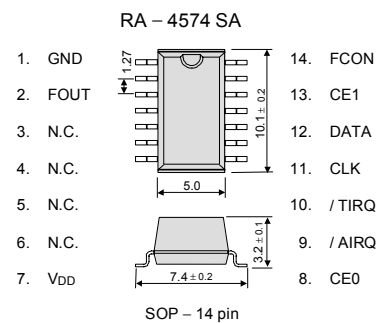 RA – 4574 SA
1. GND
2. FOUT
3. N.C.
4. N.C.
5. N.C.
6. N.C.
7. VDD
1.27
10.1 ± 0.2
5.0
3.2 ± 0.1
7.4 ± 0.2
14. FCON
13. CE1
12. DATA
11. CLK
10. / TIRQ
9. / AIRQ
8. CE0
SOP – 14 pin